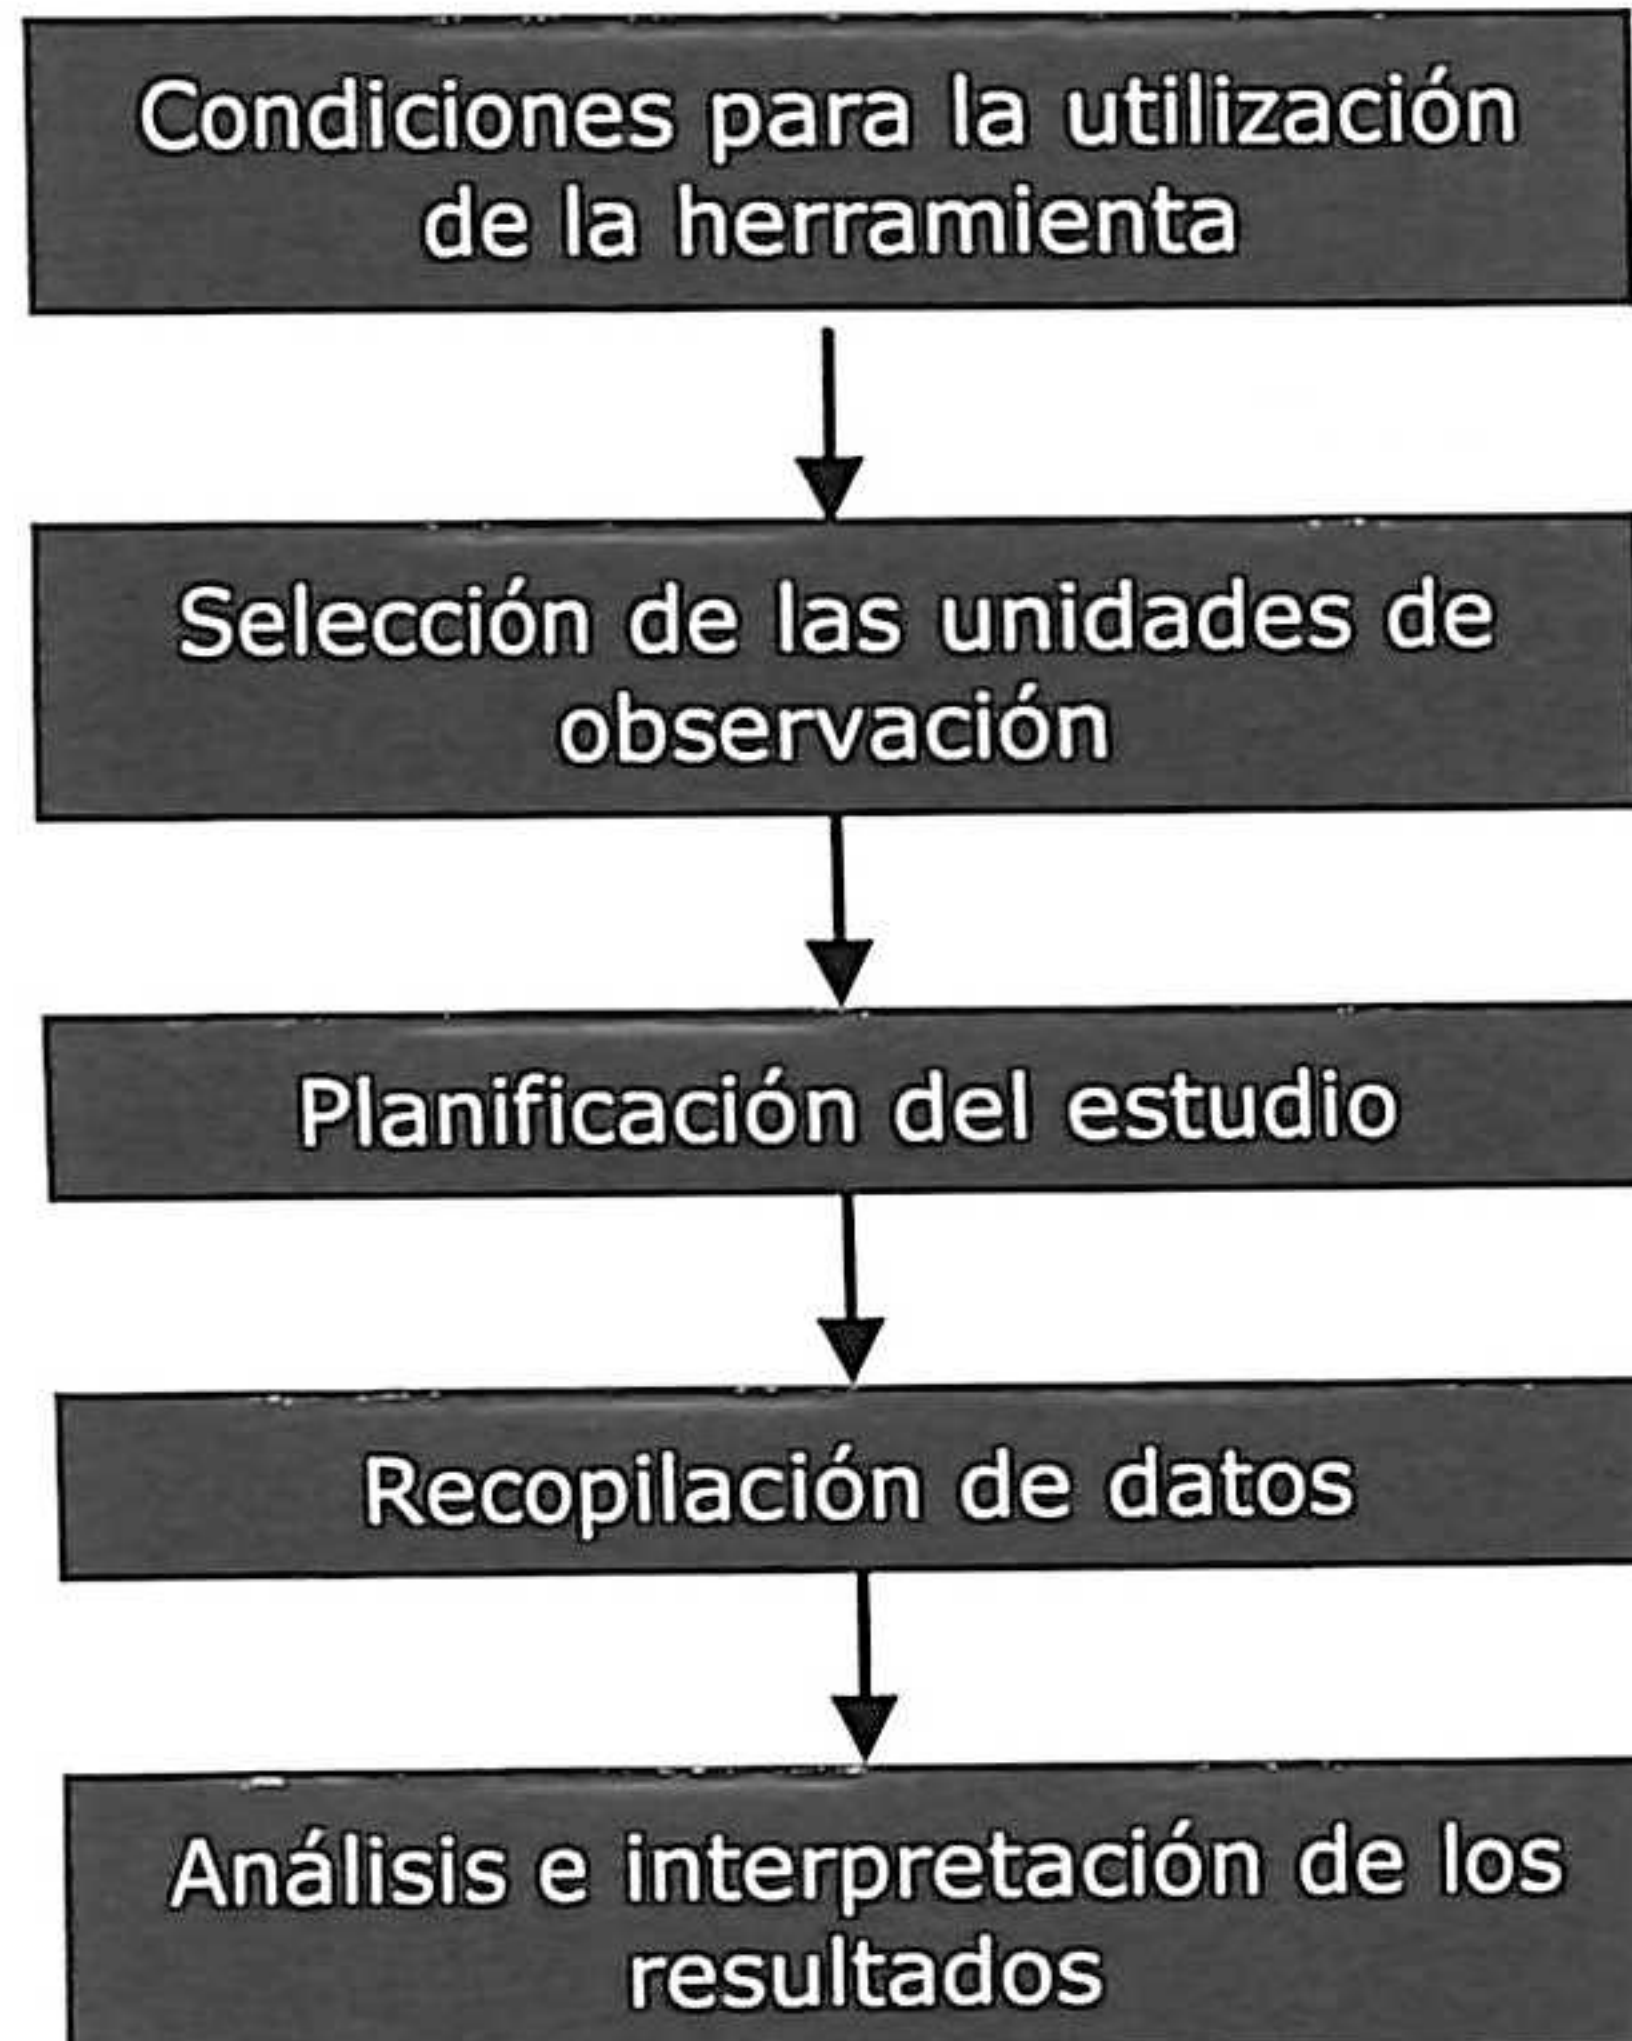 Condiciones para la utilización
de la herramienta
Selección de las unidades de
observación
Planificación del estudio
Recopilación de datos
Análisis e interpretación de los
resultados